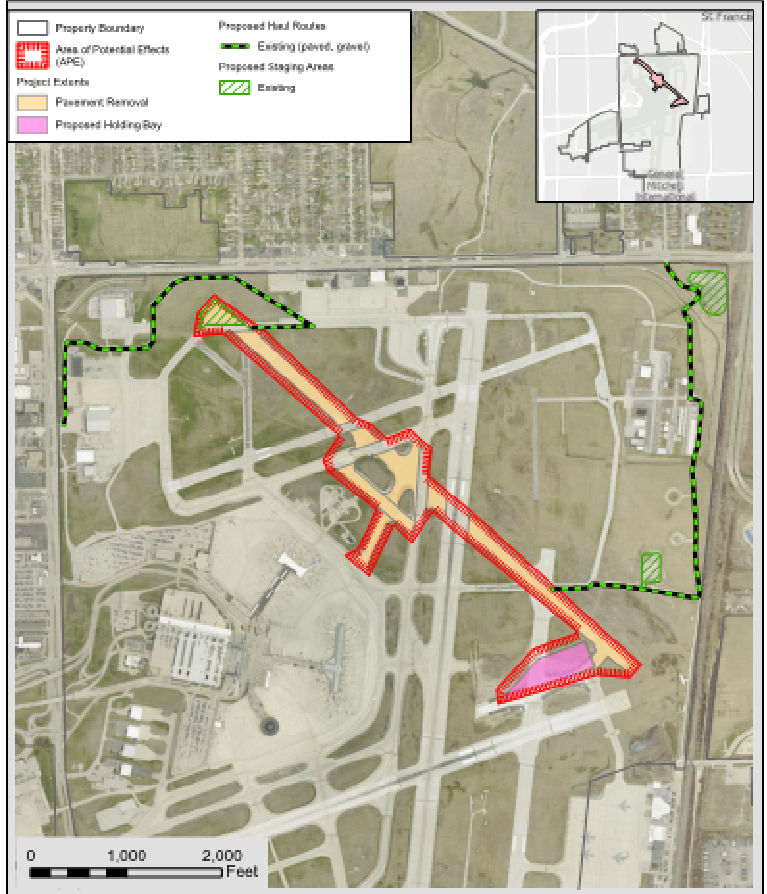 Property Boundary
Area of Potential Effects
(APE)
Project Extents
Pavement Removal
Proposed Holding Bay
Proposed Haul Routes
Existing (paved, gravel)
Proposed Staging Areas
Existing
St. Franci
General
Mitchell
International
0 1,000 2,000
Feet